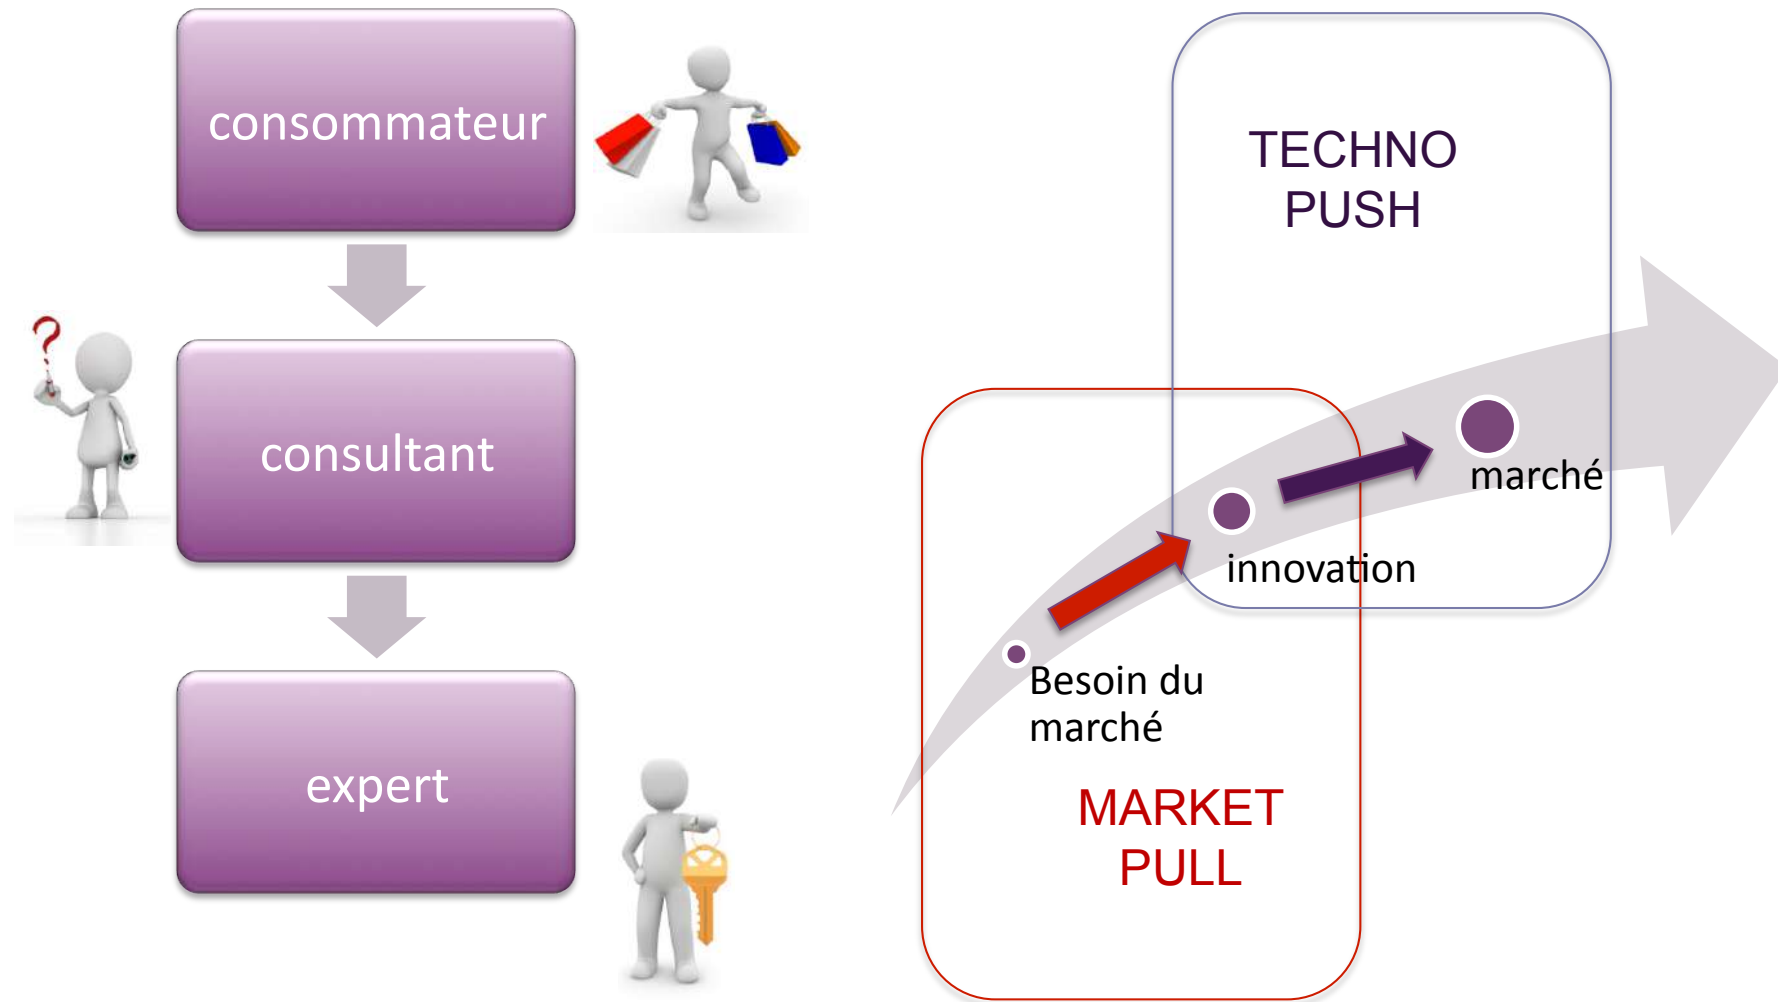 consommateur
consultant
expert
TECHNO
PUSH
marché
innovation
Besoin du
marché
MARKET
PULL